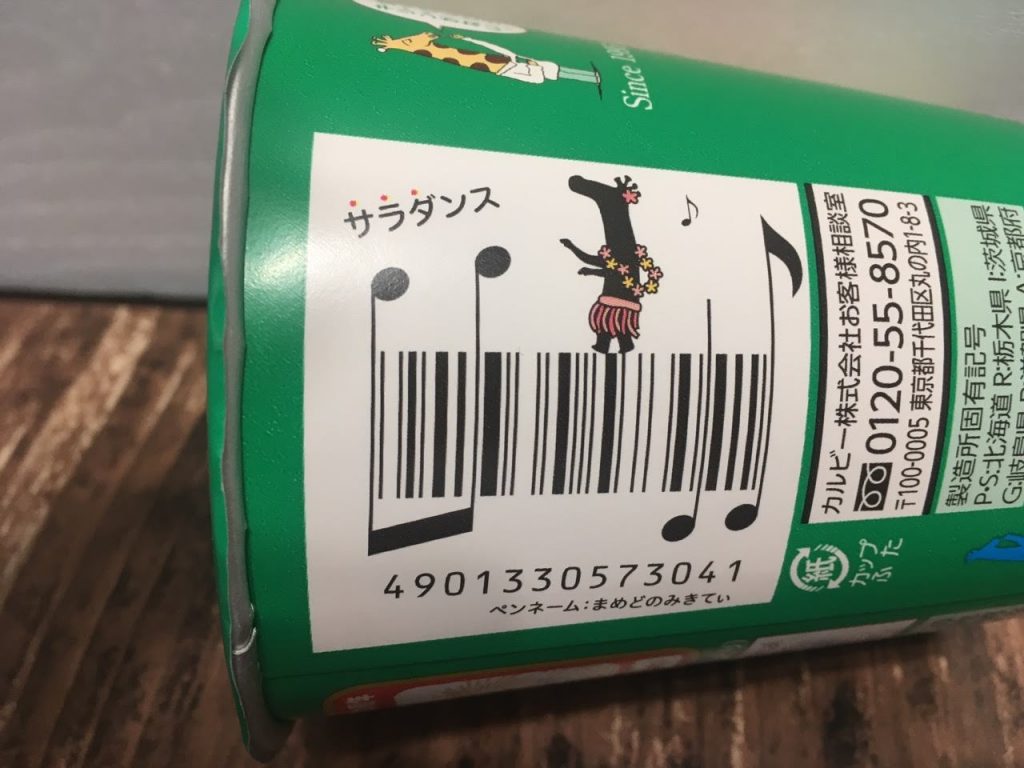 Since
サラダンス
4901330573041
ペンネーム:まめどのみきてぃ
カルビー株式会社お客様相談室
0120-55-8570
〒100-0005 東京都千代田区丸の内1-8-3
製造所固有記号
P・S:北海道 R:栃木県 I:茨城県
紙
カップ
ふた